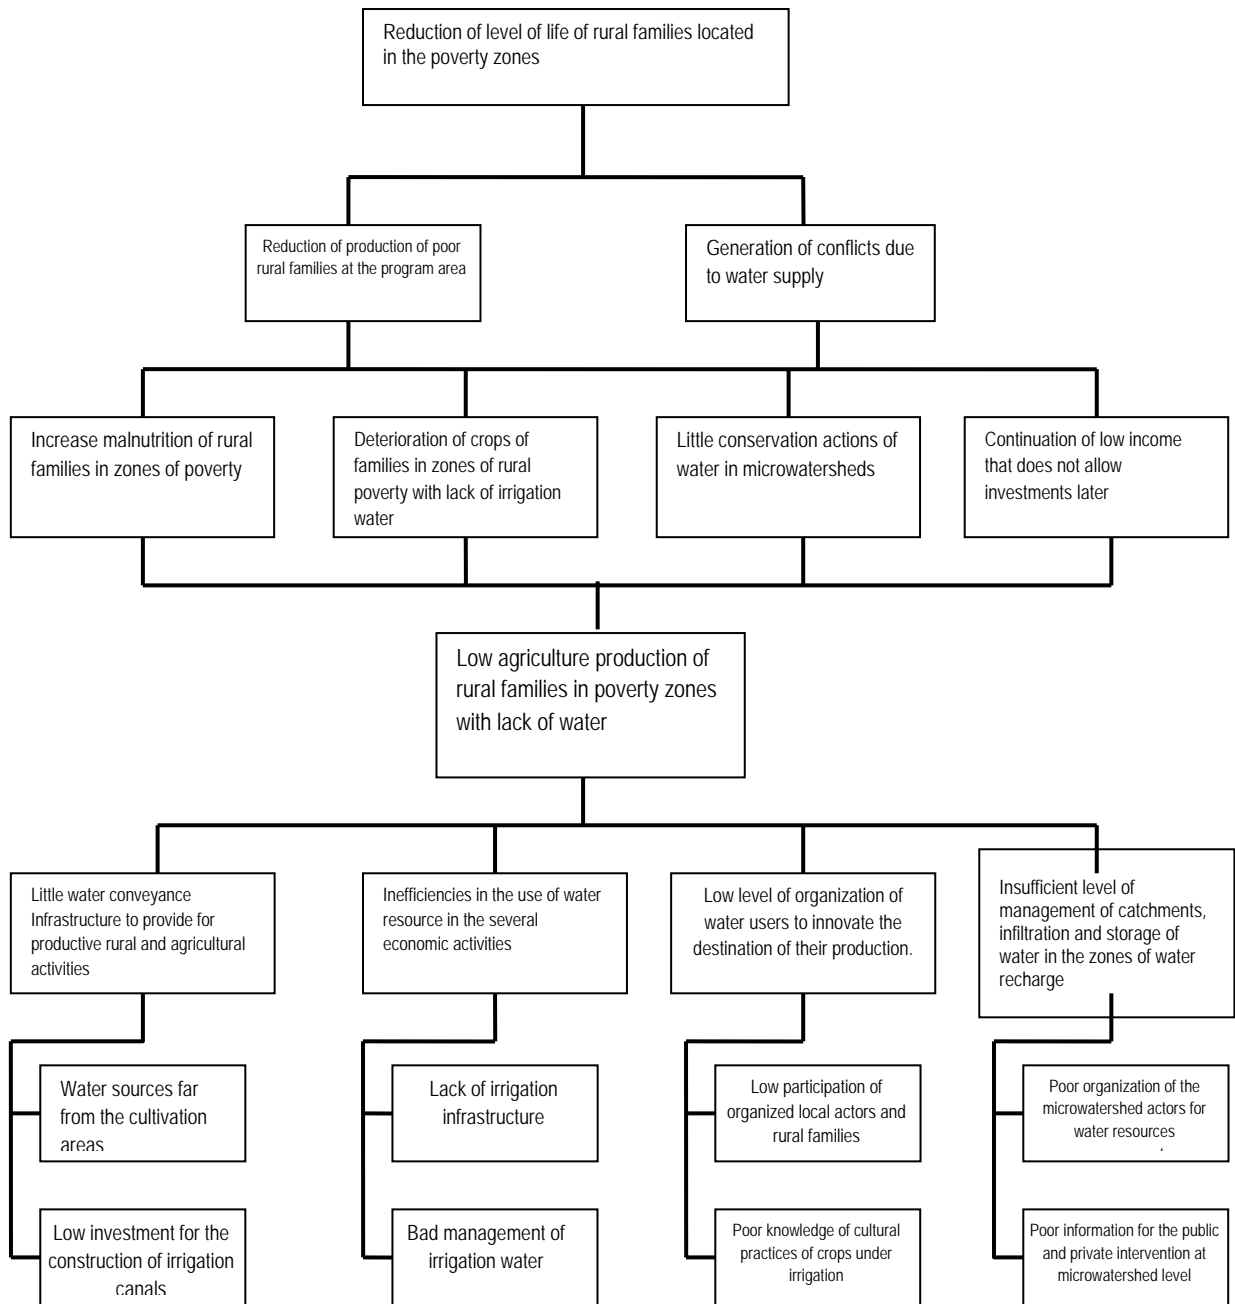 Reduction of level of life of rural families located
in the poverty zones
Reduction of production of poor
rural families at the program area
Generation of conflicts due
to water supply
Increase malnutrition of rural
families in zones of poverty
Deterioration of crops of
families in zones of rural
poverty with lack of irrigation
water
Little conservation actions of
water in microwatersheds
Continuation of low income
that does not allow
investments later
Low agriculture production of
rural families in poverty zones
with lack of water
Little water conveyance
Infrastructure to provide for
productive rural and agricultural
activities
Inefficiencies in the use of water
resource in the several
economic activities
Low level of organization of
water users to innovate the
destination of their production.
Insufficient level of
management of catchments,
infiltration and storage of
water in the zones of water
recharge
Water sources far
from the cultivation
areas
Lack of irrigation
infrastructure
Low participation of
organized local actors and
rural families
Poor organization of the
microwatershed actors for
water resources
Low investment for the
construction of irrigation
canals
Bad management of
irrigation water
Poor knowledge of cultural
practices of crops under
irrigation
Poor information for the public
and private intervention at
microwatershed level